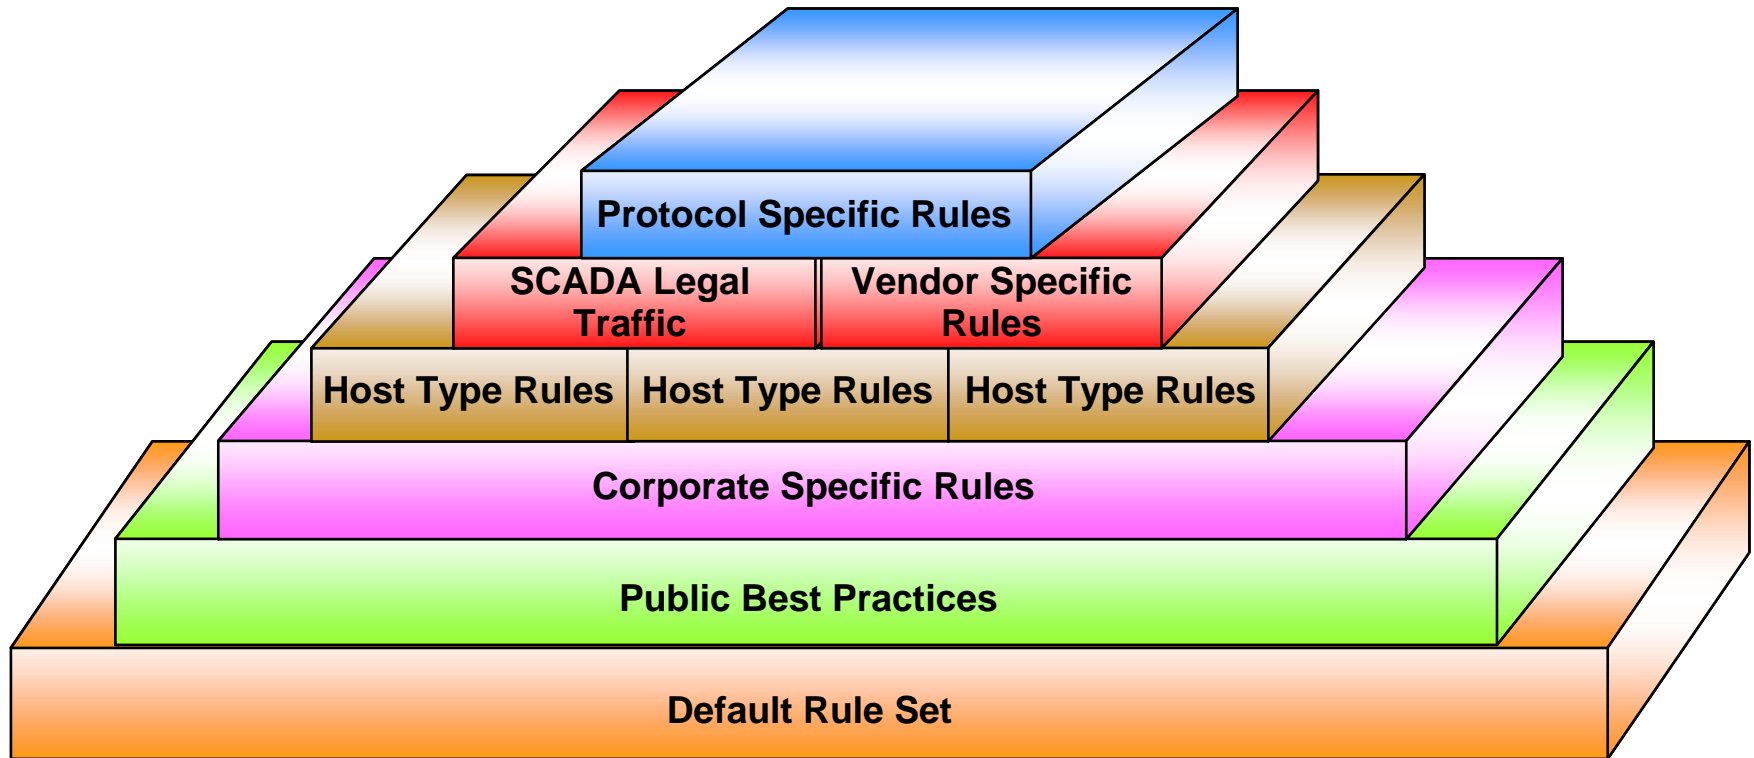 Protocol Specific Rules
SCADA Legal
Traffic
Vendor Specific
Rules
Host Type Rules
Host Type Rules
Host Type Rules
Corporate Specific Rules
Public Best Practices
Default Rule Set